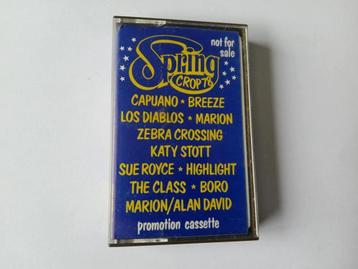 not for
sale
Spring
CROP'78
CAPUANO ★ BREEZE
LOS DIABLOS ★ MARION
ZEBRA CROSSING
KATY STOTT
SUE ROYCE ★ HIGHLIGHT
THE CLASS ★ BORO
MARION/ALAN DAVID
promotion cassette